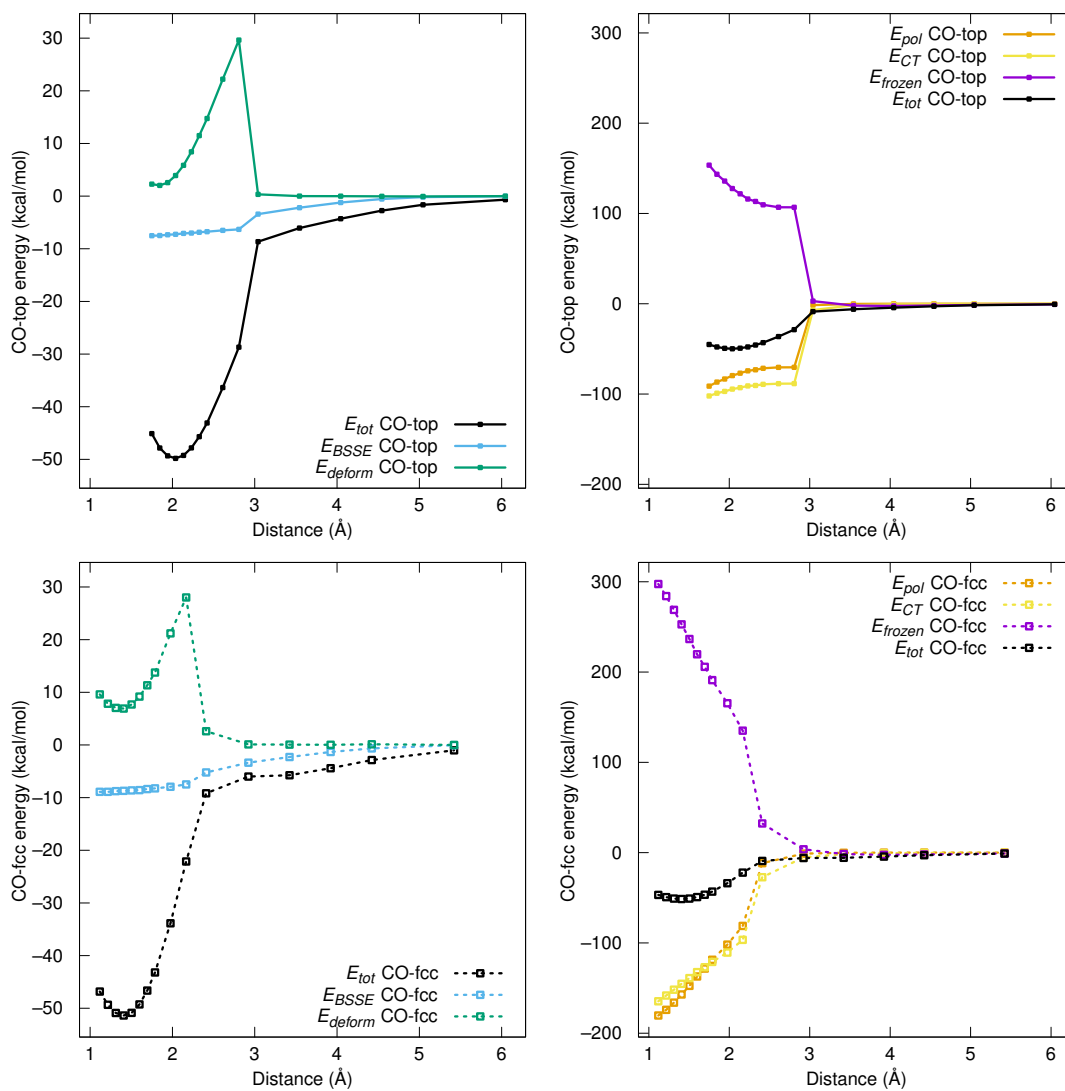 30
20
10
0
−10
−20
−30
−40
−50
CO-top energy (kcal/mol)
E_tot CO-top
E_BSSE CO-top
E_deform CO-top
1 2 3 4 5 6
Distance (Å)
300
200
100
0
−100
−200
CO-top energy (kcal/mol)
E_pol CO-top
E_CT CO-top
E_frozen CO-top
E_tot CO-top
1 2 3 4 5 6
Distance (Å)
30
20
10
0
−10
−20
−30
−40
−50
CO-fcc energy (kcal/mol)
E_tot CO-fcc
E_BSSE CO-fcc
E_deform CO-fcc
1 2 3 4 5 6
Distance (Å)
300
200
100
0
−100
−200
CO-fcc energy (kcal/mol)
E_pol CO-fcc
E_CT CO-fcc
E_frozen CO-fcc
E_tot CO-fcc
1 2 3 4 5 6
Distance (Å)